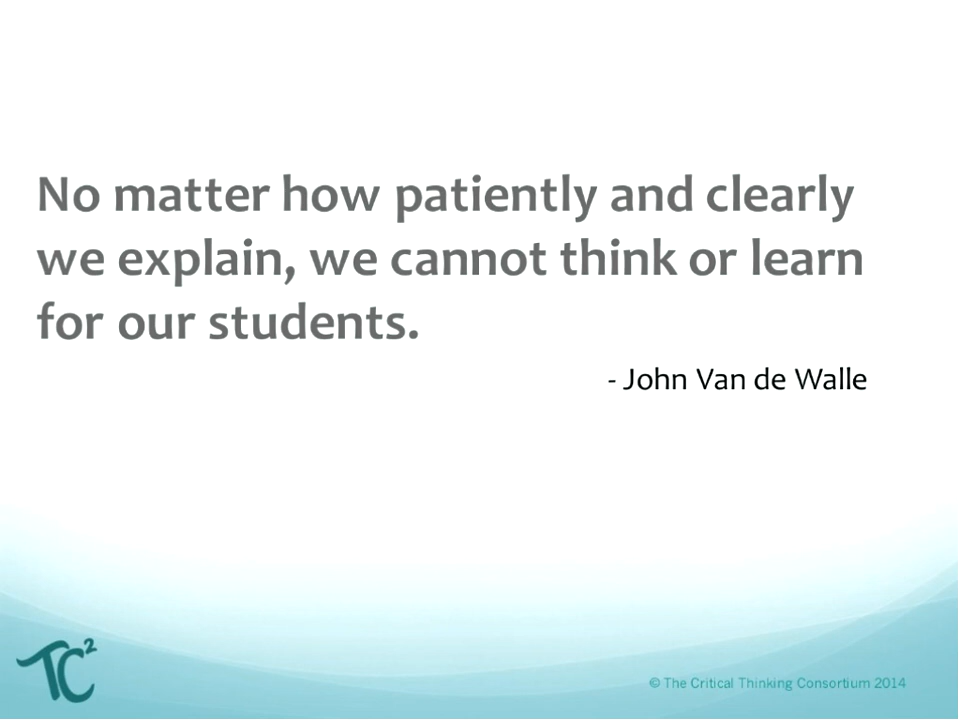 No matter how patiently and clearly
we explain, we cannot think or learn
for our students.
- John Van de Walle
TC²
© The Critical Thinking Consortium 2014